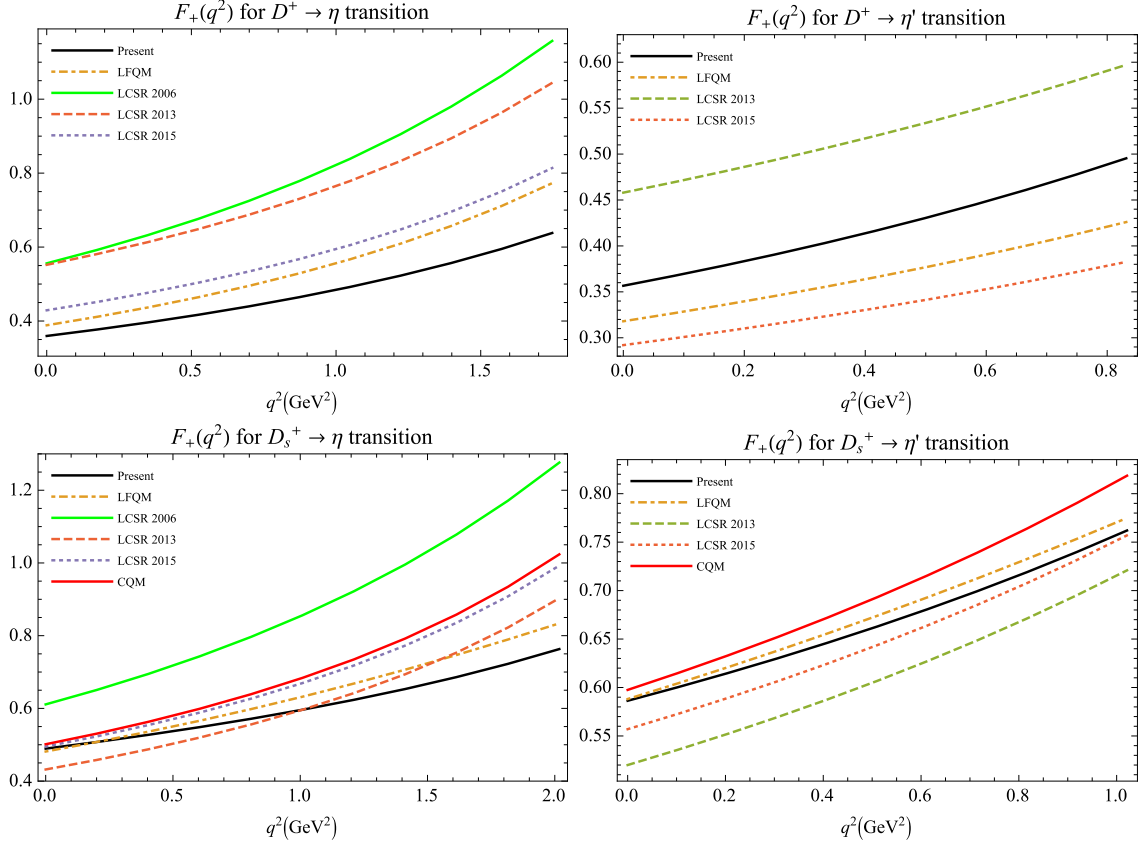 F₊(q²) for D⁺ → η transition
Present
LFQM
LCSR 2006
LCSR 2013
LCSR 2015
1.0
0.8
0.6
0.4
0.0 0.5 1.0 1.5
q²(GeV²)
F₊(q²) for D⁺ → η' transition
Present
LFQM
LCSR 2013
LCSR 2015
0.60
0.55
0.50
0.45
0.40
0.35
0.30
0.0 0.2 0.4 0.6 0.8
q²(GeV²)
F₊(q²) for Dₛ⁺ → η transition
Present
LFQM
LCSR 2006
LCSR 2013
LCSR 2015
CQM
1.2
1.0
0.8
0.6
0.4
0.0 0.5 1.0 1.5 2.0
q²(GeV²)
F₊(q²) for Dₛ⁺ → η' transition
Present
LFQM
LCSR 2013
LCSR 2015
CQM
0.80
0.75
0.70
0.65
0.60
0.55
0.0 0.2 0.4 0.6 0.8 1.0
q²(GeV²)